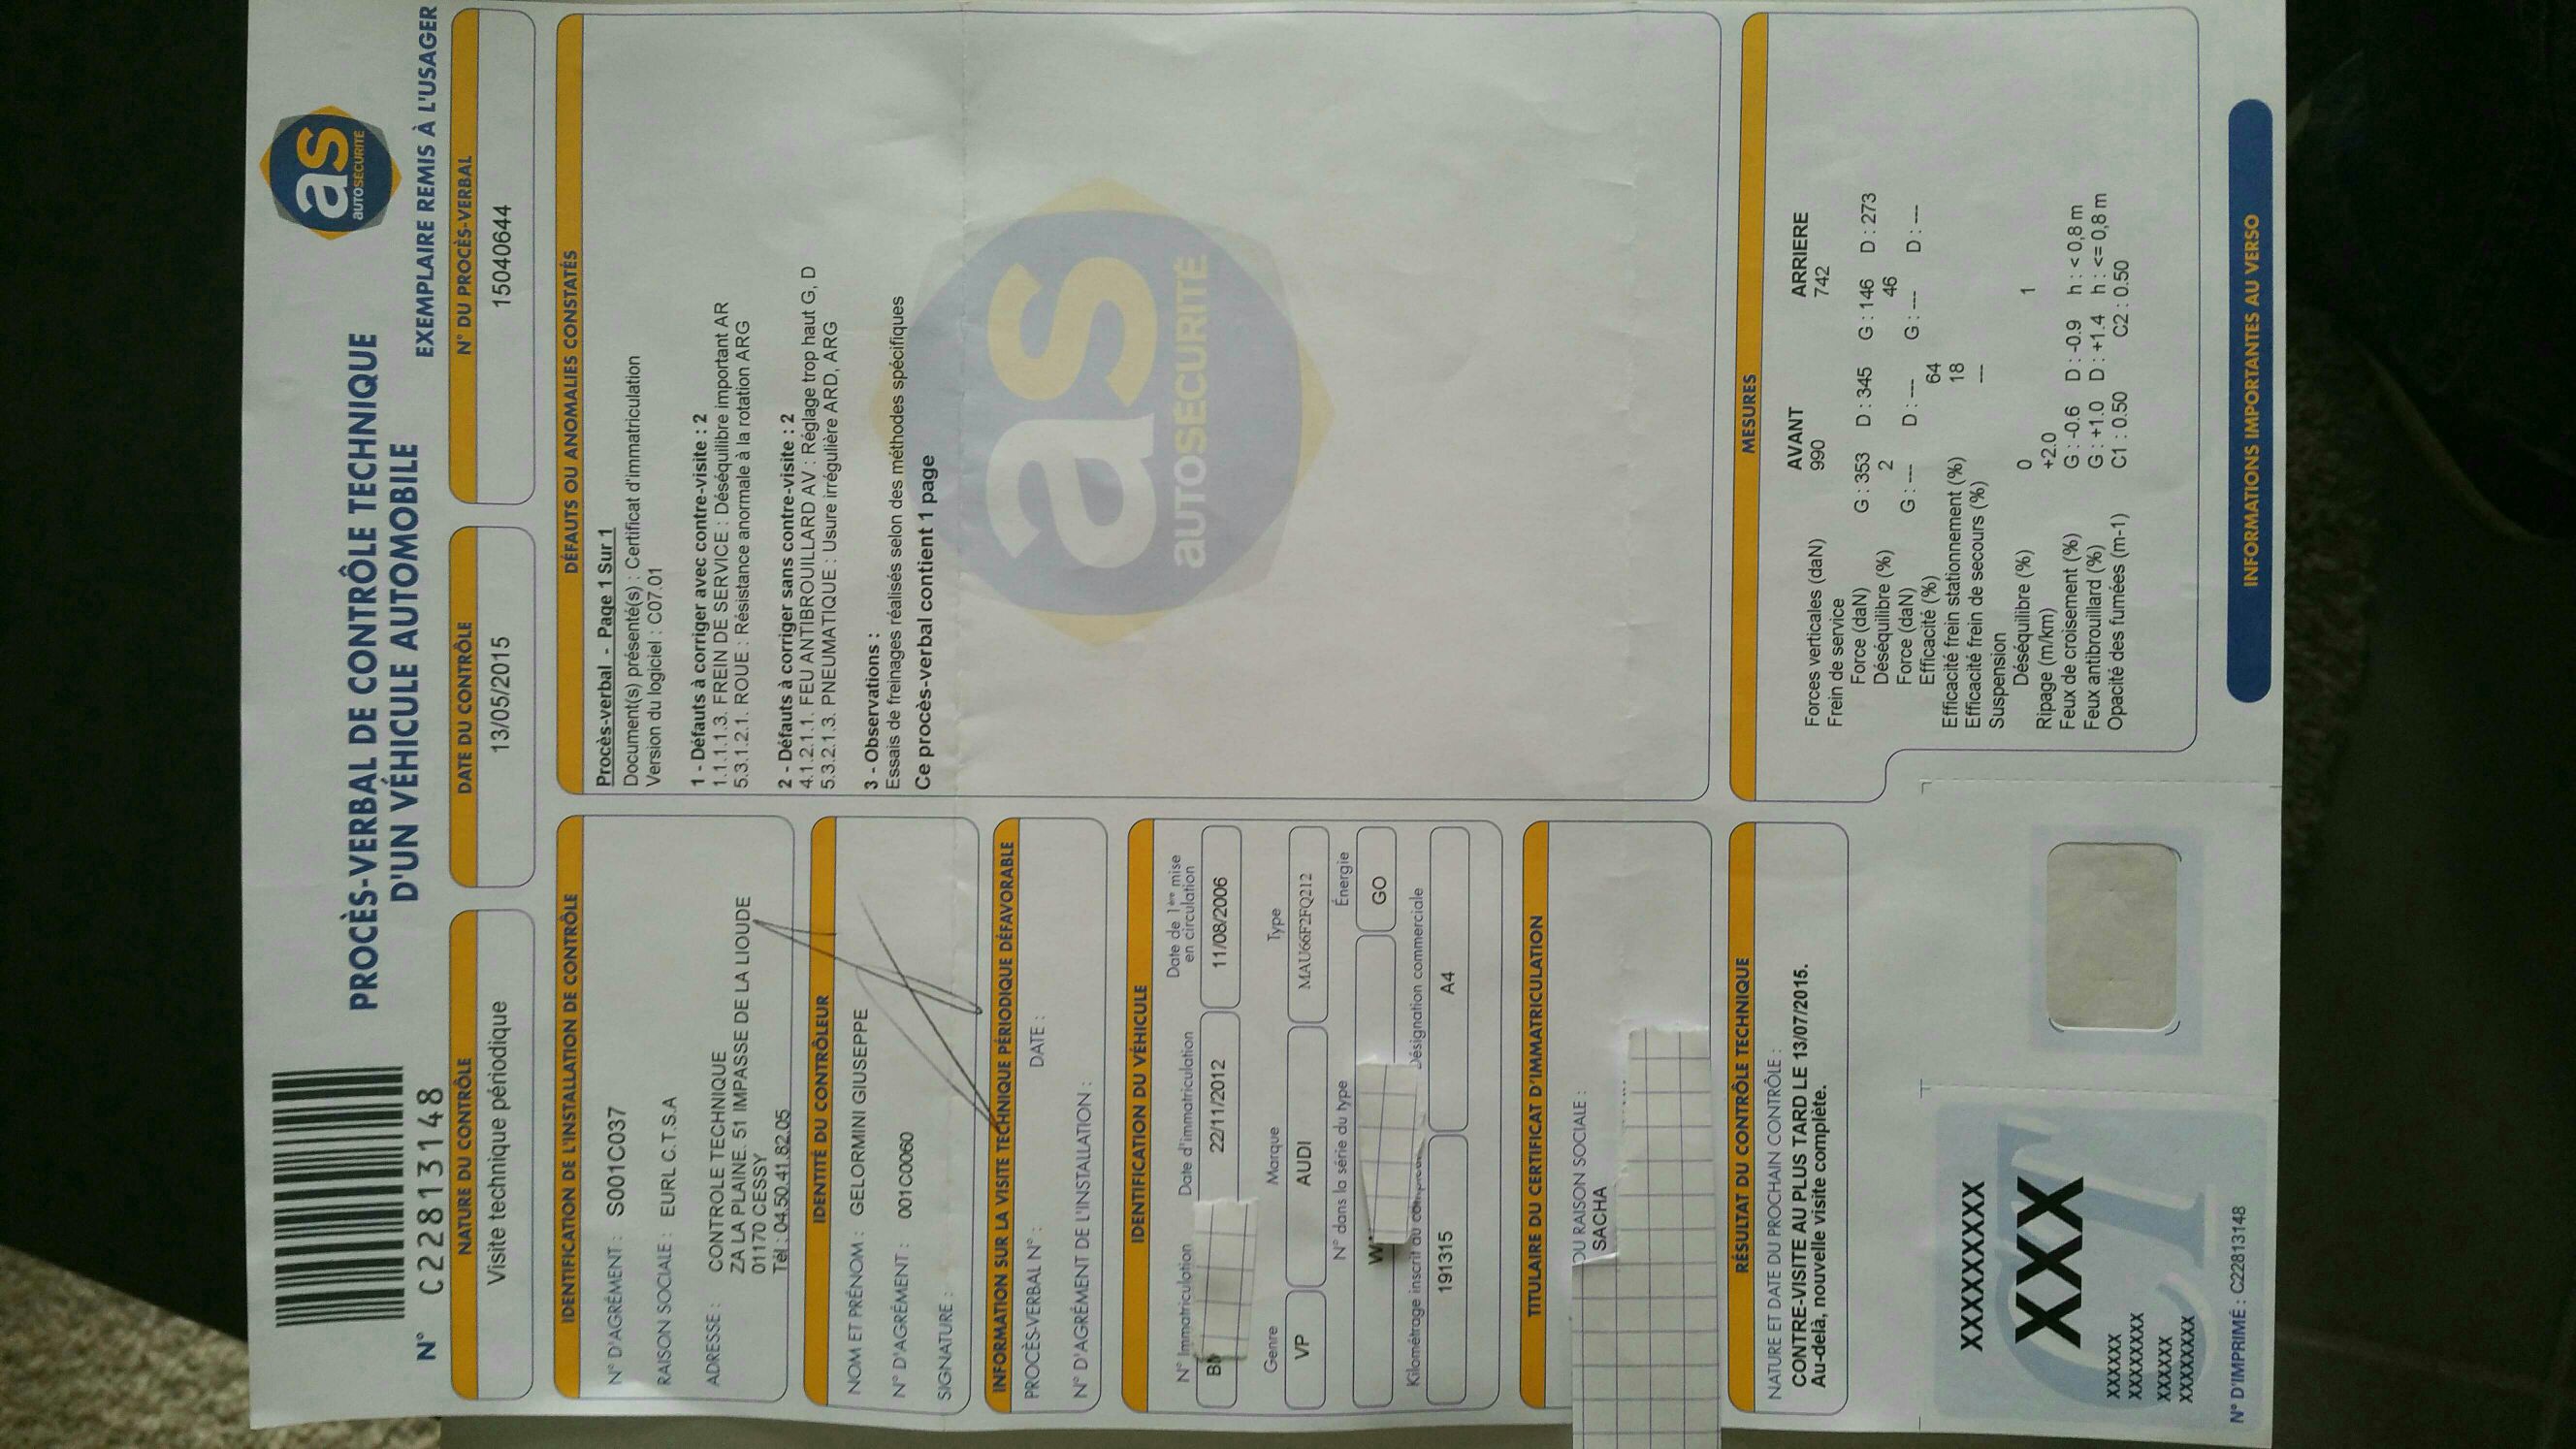 PROCÈS-VERBAL DE CONTRÔLE TECHNIQUE
D'UN VÉHICULE AUTOMOBILE
as
AUTOSÉCURITÉ
N° C22813148
EXEMPLAIRE REMIS À L'USAGER
NATURE DU CONTRÔLE
Visite technique périodique
DATE DU CONTRÔLE
13/05/2015
N° DU PROCÈS-VERBAL
15040644
IDENTIFICATION DE L'INSTALLATION DE CONTRÔLE
N° D'AGRÉMENT : S001C037
RAISON SOCIALE : EURL C.T.S.A
ADRESSE : CONTROLE TECHNIQUE
ZA LA PLAINE. 51 IMPASSE DE LA LIOUDE
01170 CESSY
Tél : 04.50.41.82.05
IDENTITÉ DU CONTRÔLEUR
NOM ET PRÉNOM : GELORMINI GIUSEPPE
N° D'AGRÉMENT : 001C0060
SIGNATURE :
INFORMATION SUR LA VISITE TECHNIQUE PÉRIODIQUE DÉFAVORABLE
PROCÈS-VERBAL N° : DATE :
N° D'AGRÉMENT DE L'INSTALLATION :
IDENTIFICATION DU VÉHICULE
N° Immatriculation Date d'immatriculation Date de 1ère mise
en circulation
22/11/2012 11/08/2006
Genre Marque Type
VP AUDI MAU66F2FQ212
N° dans la série du type Énergie
W GO
Kilométrage inscrit au Désignation commerciale
191315 A4
TITULAIRE DU CERTIFICAT D'IMMATRICULATION
OU RAISON SOCIALE :
SACHA
RÉSULTAT DU CONTRÔLE TECHNIQUE
NATURE ET DATE DU PROCHAIN CONTRÔLE :
CONTRE-VISITE AU PLUS TARD LE 13/07/2015.
Au-delà, nouvelle visite complète.
XXXXXXXXX
XXX
XXXXXX
XXXXXXXX
XXXXXX
XXXXXXXX
N° D'IMPRIMÉ : C22813148
DÉFAUTS OU ANOMALIES CONSTATÉS
Procès-verbal - Page 1 Sur 1
Document(s) présenté(s) : Certificat d'immatriculation
Version du logiciel : C07.01
1 - Défauts à corriger avec contre-visite : 2
1.1.1.1.3. FREIN DE SERVICE : Déséquilibre important AR
5.3.1.2.1. ROUE : Résistance anormale à la rotation ARG
2 - Défauts à corriger sans contre-visite : 2
4.1.2.1.1. FEU ANTIBROUILLARD AV : Réglage trop haut G, D
5.3.2.1.3. PNEUMATIQUE : Usure irrégulière ARD, ARG
3 - Observations :
Essais de freinages réalisés selon des méthodes spécifiques
Ce procès-verbal contient 1 page
as
AUTOSÉCURITÉ
MESURES
AVANT ARRIERE
Forces verticales (daN) 990 742
Frein de service
Force (daN) G : 353 D : 345 G : 146 D : 273
Déséquilibre (%) 2 46
Force (daN) G : --- D : --- G : --- D : ---
Efficacité (%) 64
Efficacité frein stationnement (%) 18
Efficacité frein de secours (%) ---
Suspension
Déséquilibre (%) 0 1
Ripage (m/km) +2.0
Feux de croisement (%) G : -0.6 D : -0.9 h : < 0,8 m
Feux antibrouillard (%) G : +1.0 D : +1.4 h : <= 0,8 m
Opacité des fumées (m-1) C1 : 0.50 C2 : 0.50
INFORMATIONS IMPORTANTES AU VERSO